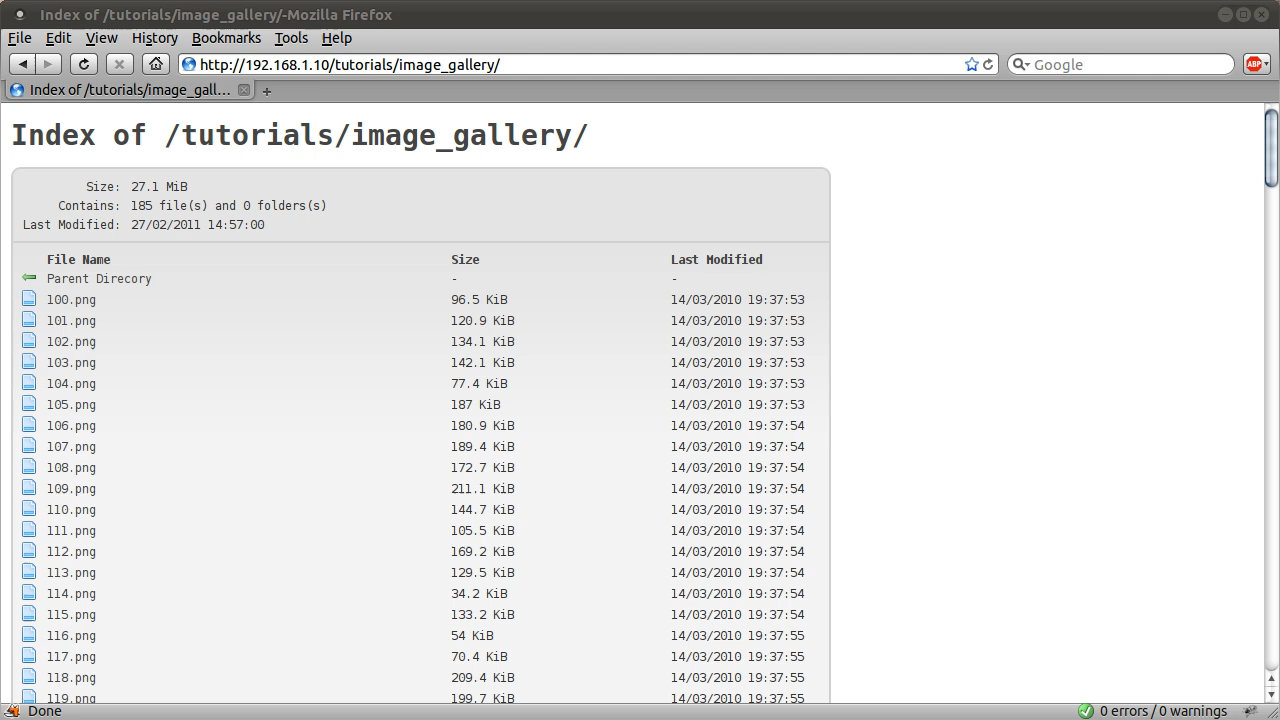 Index of /tutorials/image_gallery/-Mozilla Firefox
File Edit View History Bookmarks Tools Help
http://192.168.1.10/tutorials/image_gallery/ Google ABP
Index of /tutorials/image_gall...
Index of /tutorials/image_gallery/
Size: 27.1 MiB
Contains: 185 file(s) and 0 folders(s)
Last Modified: 27/02/2011 14:57:00
File Name Size Last Modified
Parent Direcory - -
100.png 96.5 KiB 14/03/2010 19:37:53
101.png 120.9 KiB 14/03/2010 19:37:53
102.png 134.1 KiB 14/03/2010 19:37:53
103.png 142.1 KiB 14/03/2010 19:37:53
104.png 77.4 KiB 14/03/2010 19:37:53
105.png 187 KiB 14/03/2010 19:37:53
106.png 180.9 KiB 14/03/2010 19:37:54
107.png 189.4 KiB 14/03/2010 19:37:54
108.png 172.7 KiB 14/03/2010 19:37:54
109.png 211.1 KiB 14/03/2010 19:37:54
110.png 144.7 KiB 14/03/2010 19:37:54
111.png 105.5 KiB 14/03/2010 19:37:54
112.png 169.2 KiB 14/03/2010 19:37:54
113.png 129.5 KiB 14/03/2010 19:37:54
114.png 34.2 KiB 14/03/2010 19:37:54
115.png 133.2 KiB 14/03/2010 19:37:54
116.png 54 KiB 14/03/2010 19:37:55
117.png 70.4 KiB 14/03/2010 19:37:55
118.png 209.4 KiB 14/03/2010 19:37:55
119.png 199.7 KiB 14/03/2010 19:37:55
Done 0 errors / 0 warnings